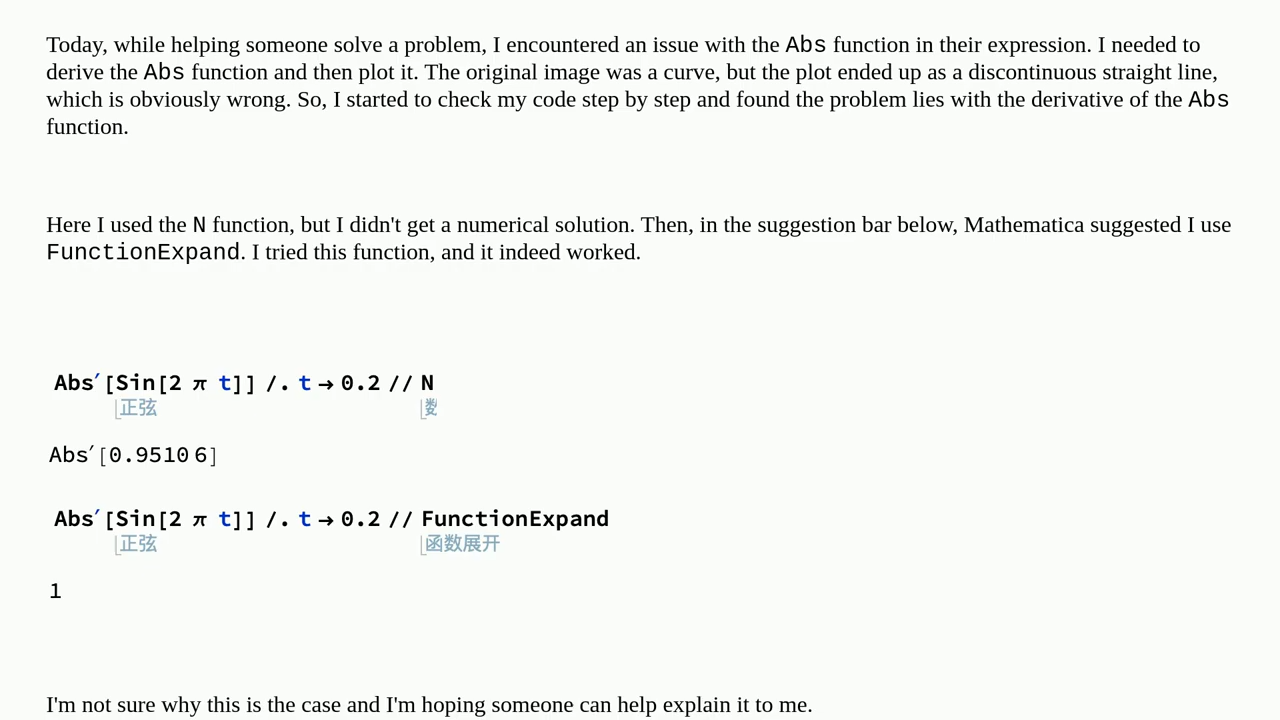 Today, while helping someone solve a problem, I encountered an issue with the Abs function in their expression. I needed to
derive the Abs function and then plot it. The original image was a curve, but the plot ended up as a discontinuous straight line,
which is obviously wrong. So, I started to check my code step by step and found the problem lies with the derivative of the Abs
function.
Here I used the N function, but I didn't get a numerical solution. Then, in the suggestion bar below, Mathematica suggested I use
FunctionExpand. I tried this function, and it indeed worked.
Abs′[Sin[2 π t]] /. t → 0.2 // N
正弦 数
Abs′[0.95106]
Abs′[Sin[2 π t]] /. t → 0.2 // FunctionExpand
正弦 函数展开
1
I'm not sure why this is the case and I'm hoping someone can help explain it to me.